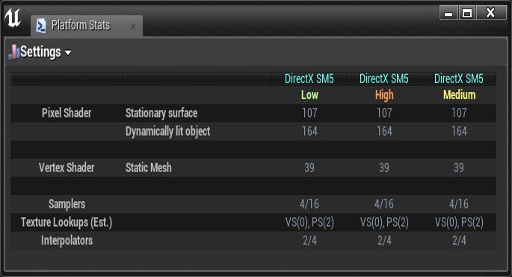 Platform Stats
Settings
DirectX SM5 DirectX SM5 DirectX SM5
Low High Medium
Pixel Shader Stationary surface 107 107 107
Dynamically lit object 164 164 164
Vertex Shader Static Mesh 39 39 39
Samplers 4/16 4/16 4/16
Texture Lookups (Est.) VS(0), PS(2) VS(0), PS(2) VS(0), PS(2)
Interpolators 2/4 2/4 2/4